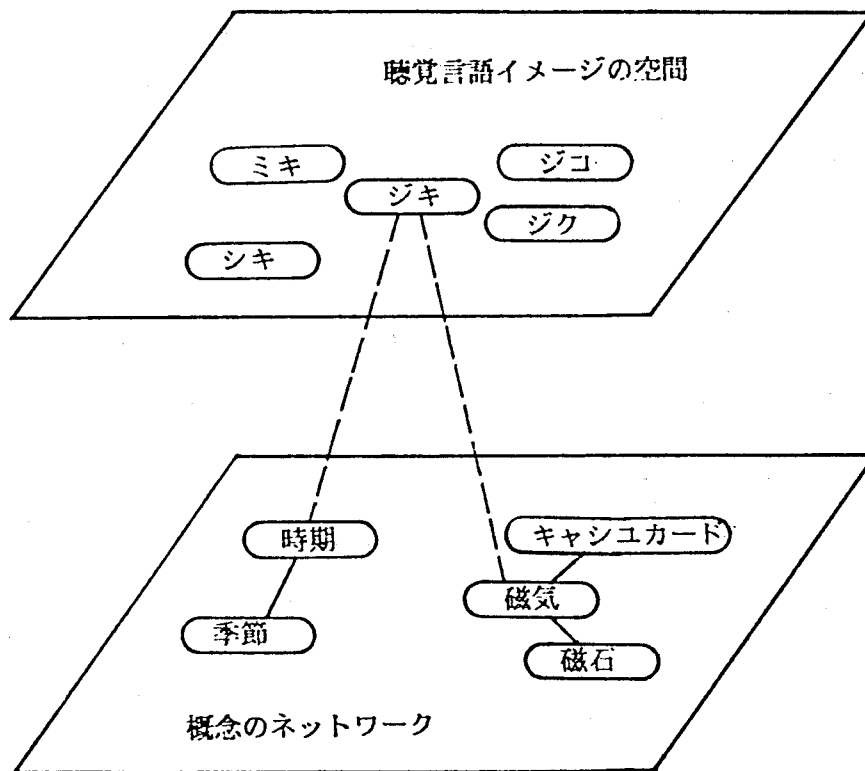 聴覚言語イメージの空間
ミキ
ジコ
ジキ
ジク
シキ
時期
キャシユカード
磁気
季節
磁石
概念のネットワーク